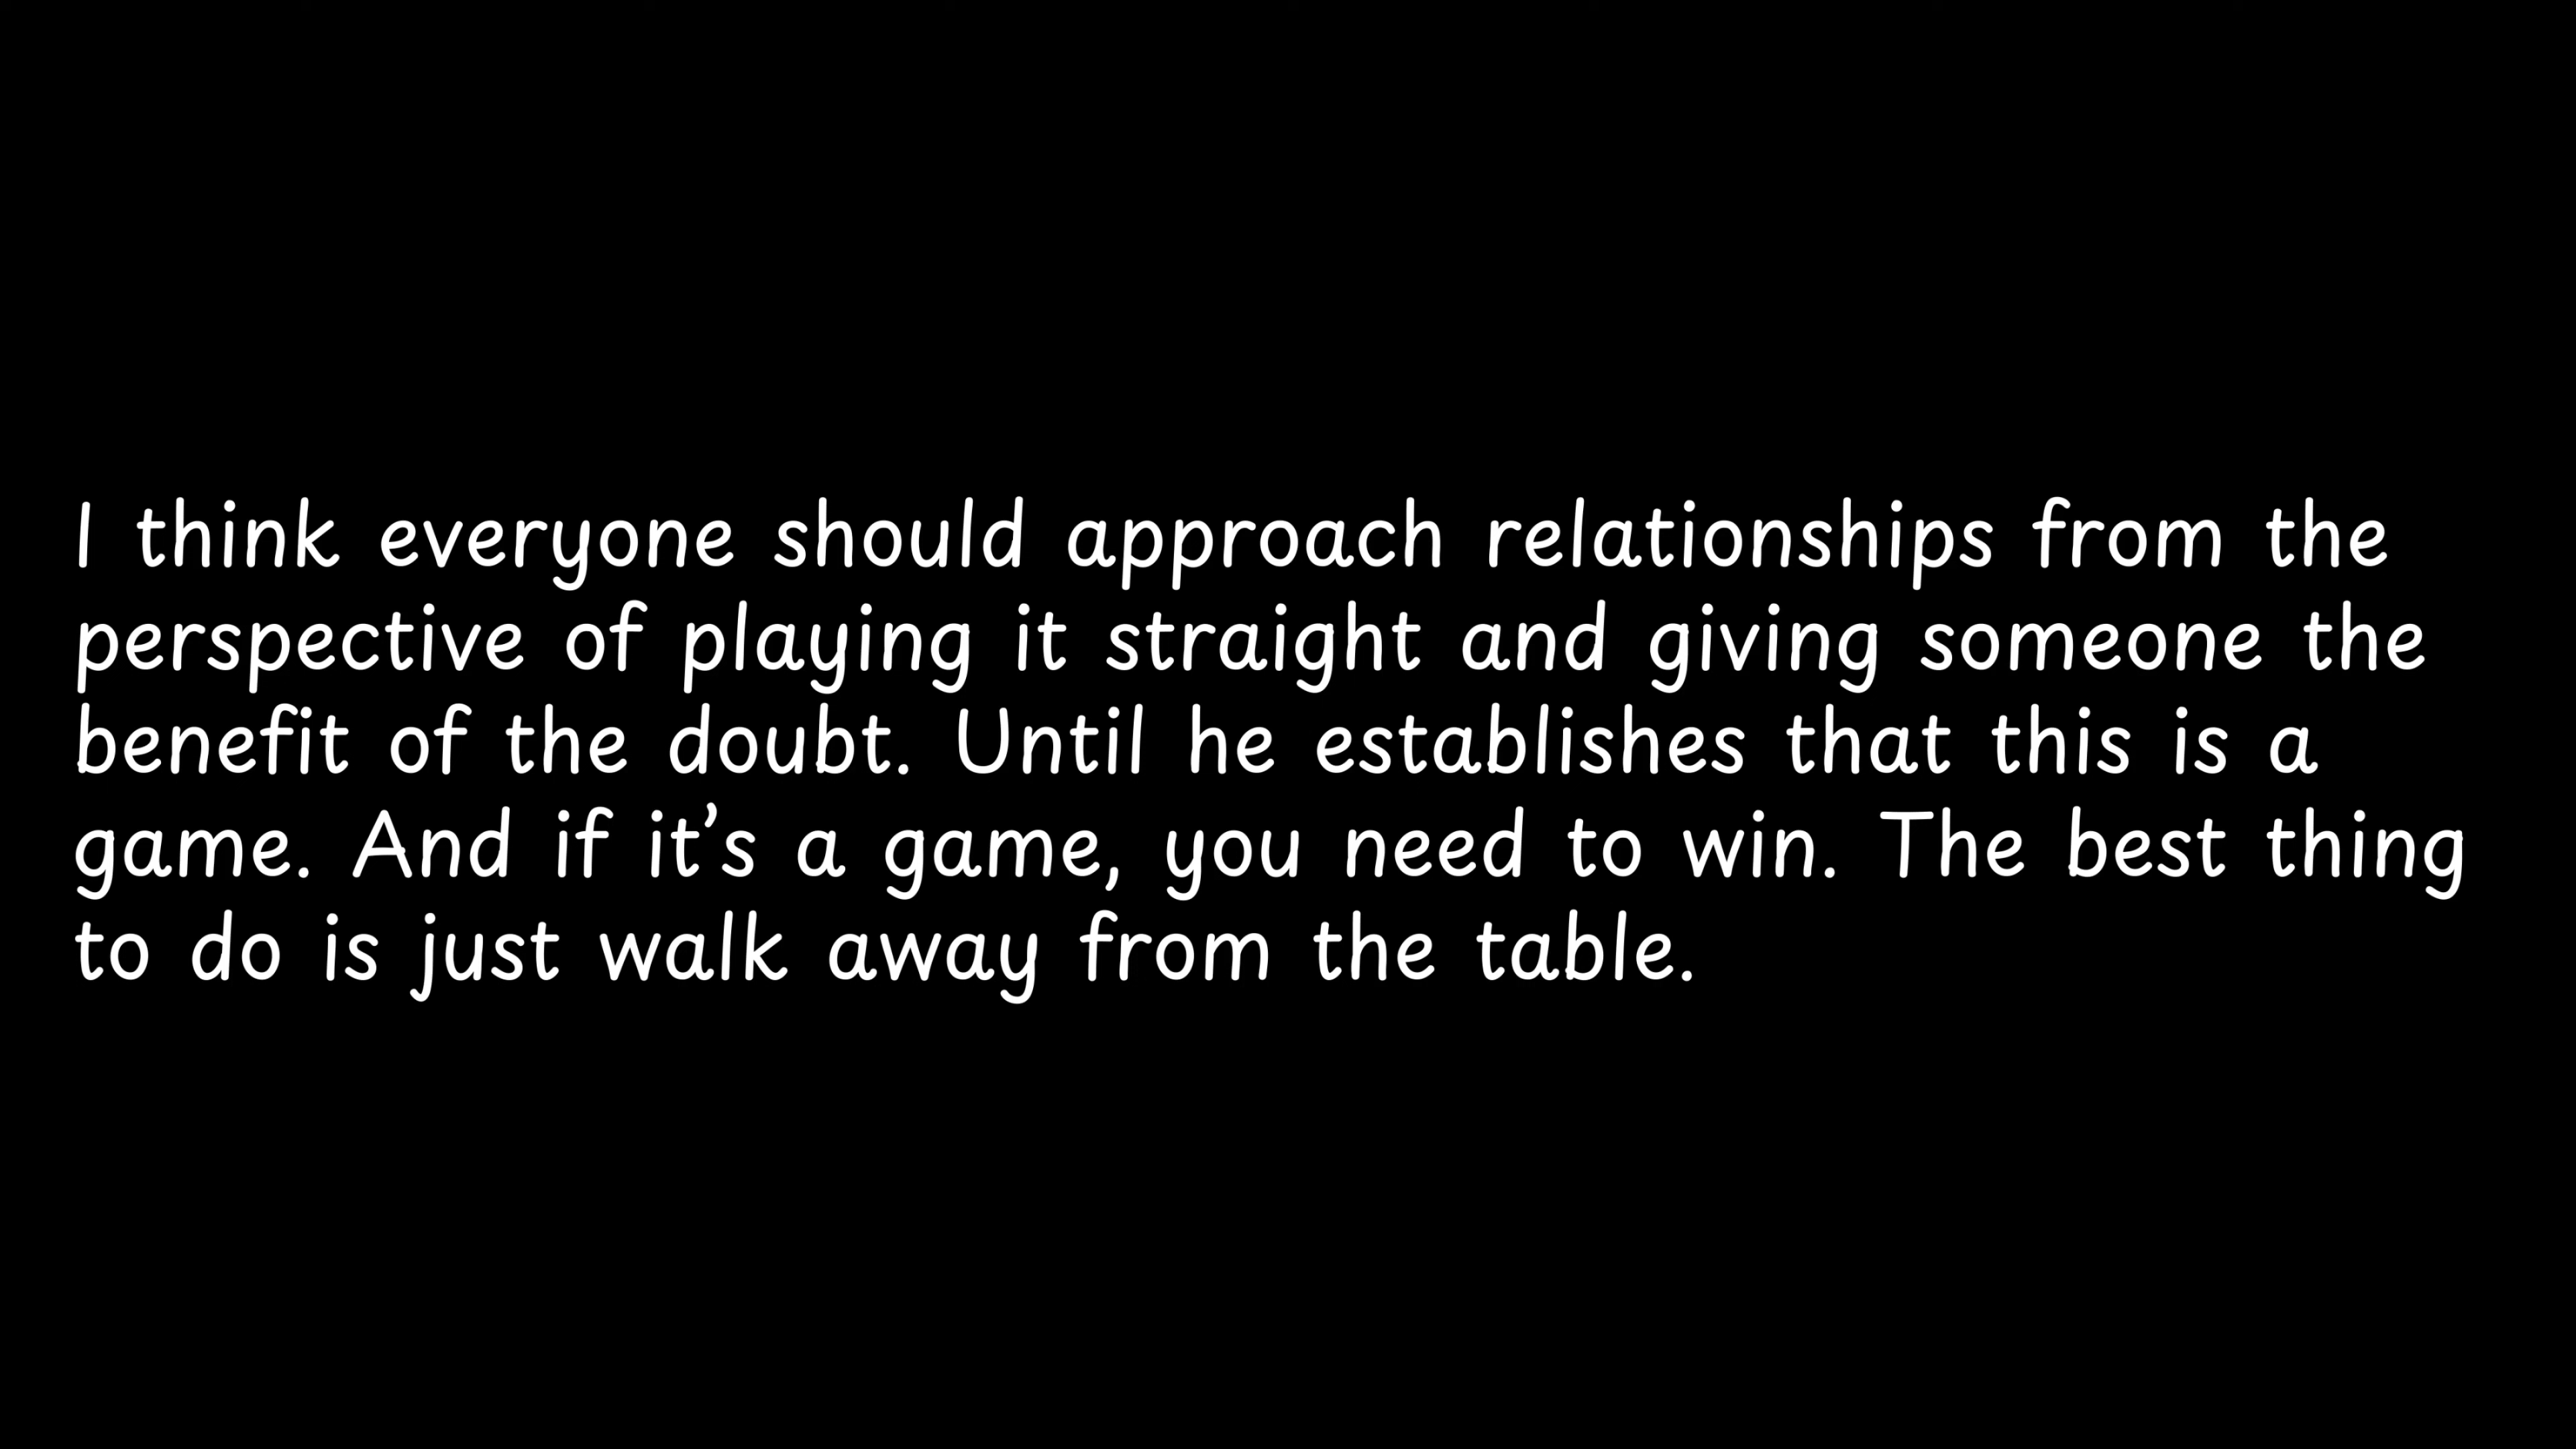 I think everyone should approach relationships from the
perspective of playing it straight and giving someone the
benefit of the doubt. Until he establishes that this is a
game. And if it’s a game, you need to win. The best thing
to do is just walk away from the table.